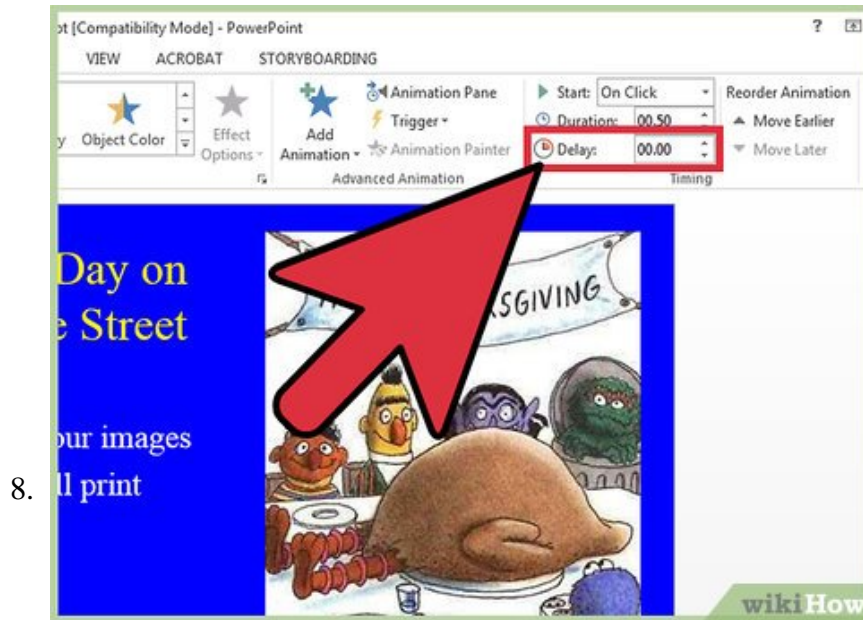 pt [Compatibility Mode] - PowerPoint ?
VIEW ACROBAT STORYBOARDING
y Object Color
Effect
Options
Add
Animation
Animation Pane
Trigger
Animation Painter
Advanced Animation
Start: On Click
Duration: 00.50
Delay: 00.00
Timing
Reorder Animation
Move Earlier
Move Later
Day on
e Street
our images
ll print
SGIVING
8.
wikiHow